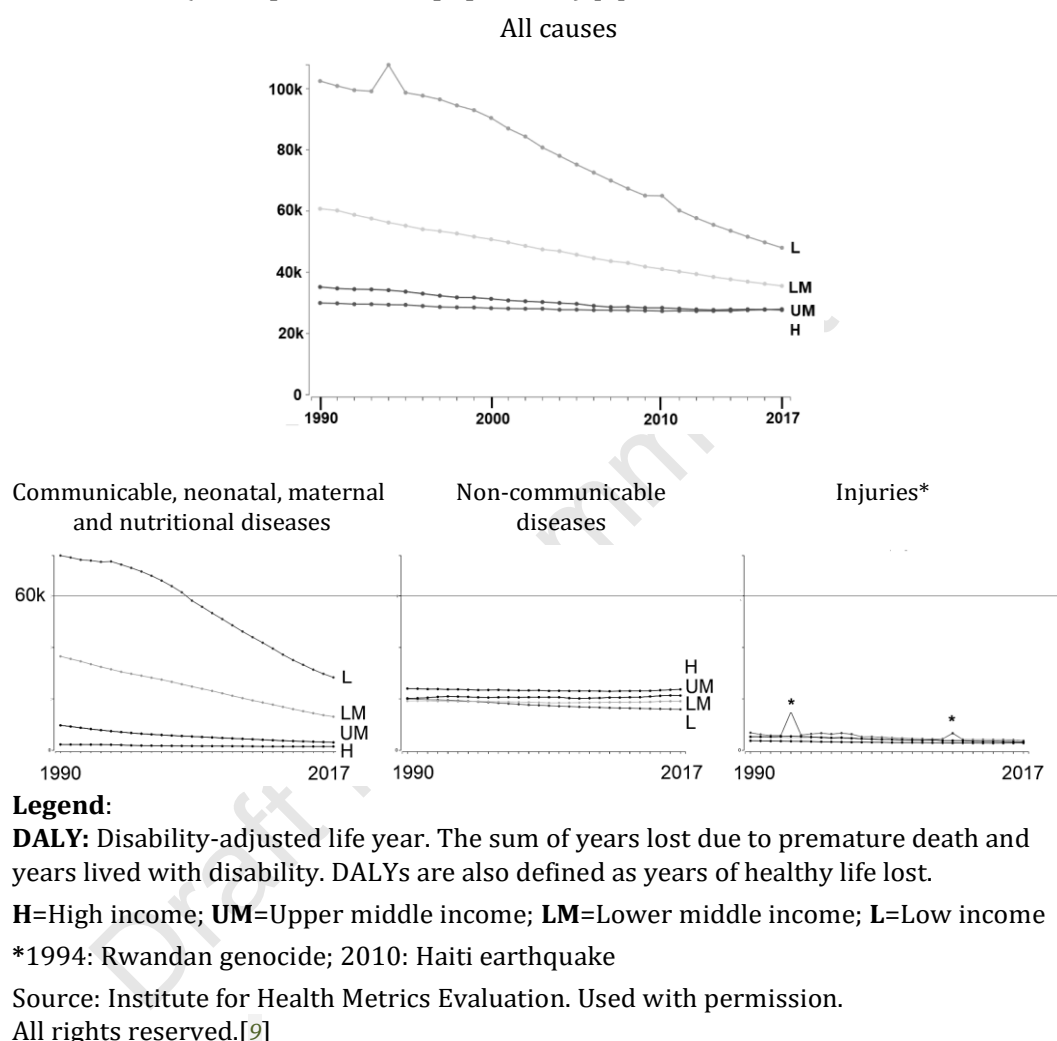 All causes
100k
80k
60k
40k
20k
0
L
LM
UM
H
1990 2000 2010 2017
Communicable, neonatal, maternal
and nutritional diseases
Non-communicable
diseases
Injuries*
60k
L
LM
UM
H
H
UM
LM
L
*
*
1990 2017
1990 2017
1990 2017
Legend:
DALY: Disability-adjusted life year. The sum of years lost due to premature death and
years lived with disability. DALYs are also defined as years of healthy life lost.
H=High income; UM=Upper middle income; LM=Lower middle income; L=Low income
*1994: Rwandan genocide; 2010: Haiti earthquake
Source: Institute for Health Metrics Evaluation. Used with permission.
All rights reserved.[9]
Draft